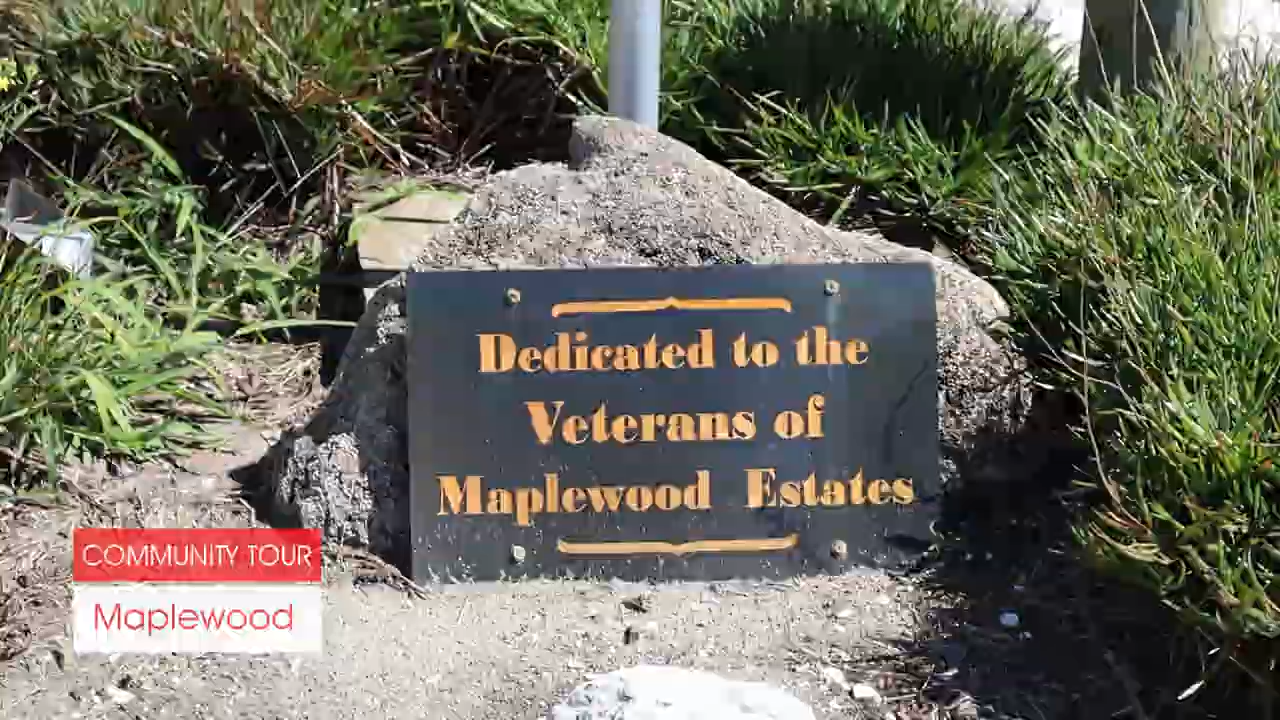 Dedicated to the
Veterans of
Maplewood Estates
COMMUNITY TOUR
Maplewood